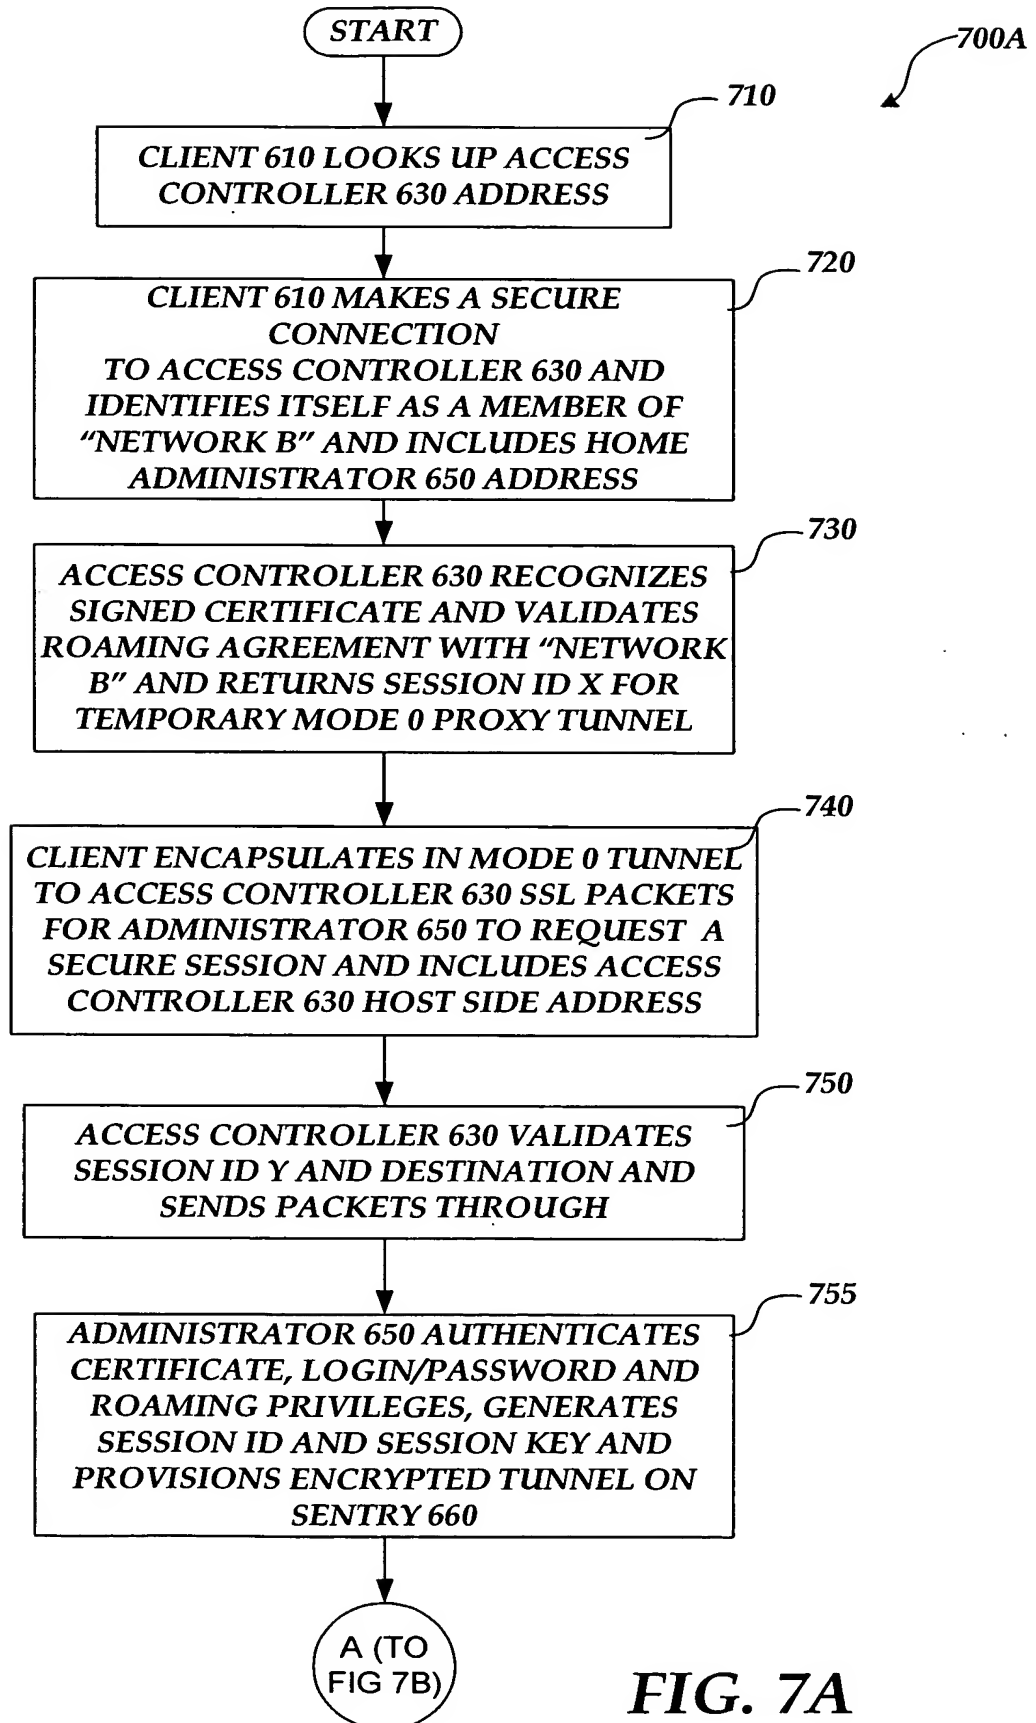 START
700A
710
CLIENT 610 LOOKS UP ACCESS
CONTROLLER 630 ADDRESS
720
CLIENT 610 MAKES A SECURE
CONNECTION
TO ACCESS CONTROLLER 630 AND
IDENTIFIES ITSELF AS A MEMBER OF
“NETWORK B” AND INCLUDES HOME
ADMINISTRATOR 650 ADDRESS
730
ACCESS CONTROLLER 630 RECOGNIZES
SIGNED CERTIFICATE AND VALIDATES
ROAMING AGREEMENT WITH “NETWORK
B” AND RETURNS SESSION ID X FOR
TEMPORARY MODE 0 PROXY TUNNEL
740
CLIENT ENCAPSULATES IN MODE 0 TUNNEL
TO ACCESS CONTROLLER 630 SSL PACKETS
FOR ADMINISTRATOR 650 TO REQUEST A
SECURE SESSION AND INCLUDES ACCESS
CONTROLLER 630 HOST SIDE ADDRESS
750
ACCESS CONTROLLER 630 VALIDATES
SESSION ID Y AND DESTINATION AND
SENDS PACKETS THROUGH
755
ADMINISTRATOR 650 AUTHENTICATES
CERTIFICATE, LOGIN/PASSWORD AND
ROAMING PRIVILEGES, GENERATES
SESSION ID AND SESSION KEY AND
PROVISIONS ENCRYPTED TUNNEL ON
SENTRY 660
A (TO
FIG 7B)
FIG. 7A